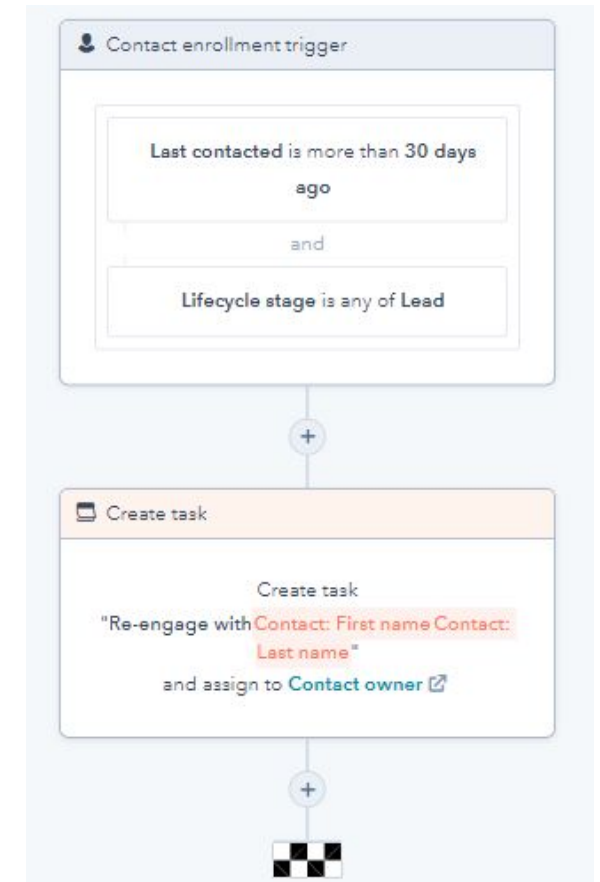 Contact enrollment trigger
Last contacted is more than 30 days
ago
and
Lifecycle stage is any of Lead
+
Create task
Create task
"Re-engage with Contact: First name Contact:
Last name"
and assign to Contact owner
+